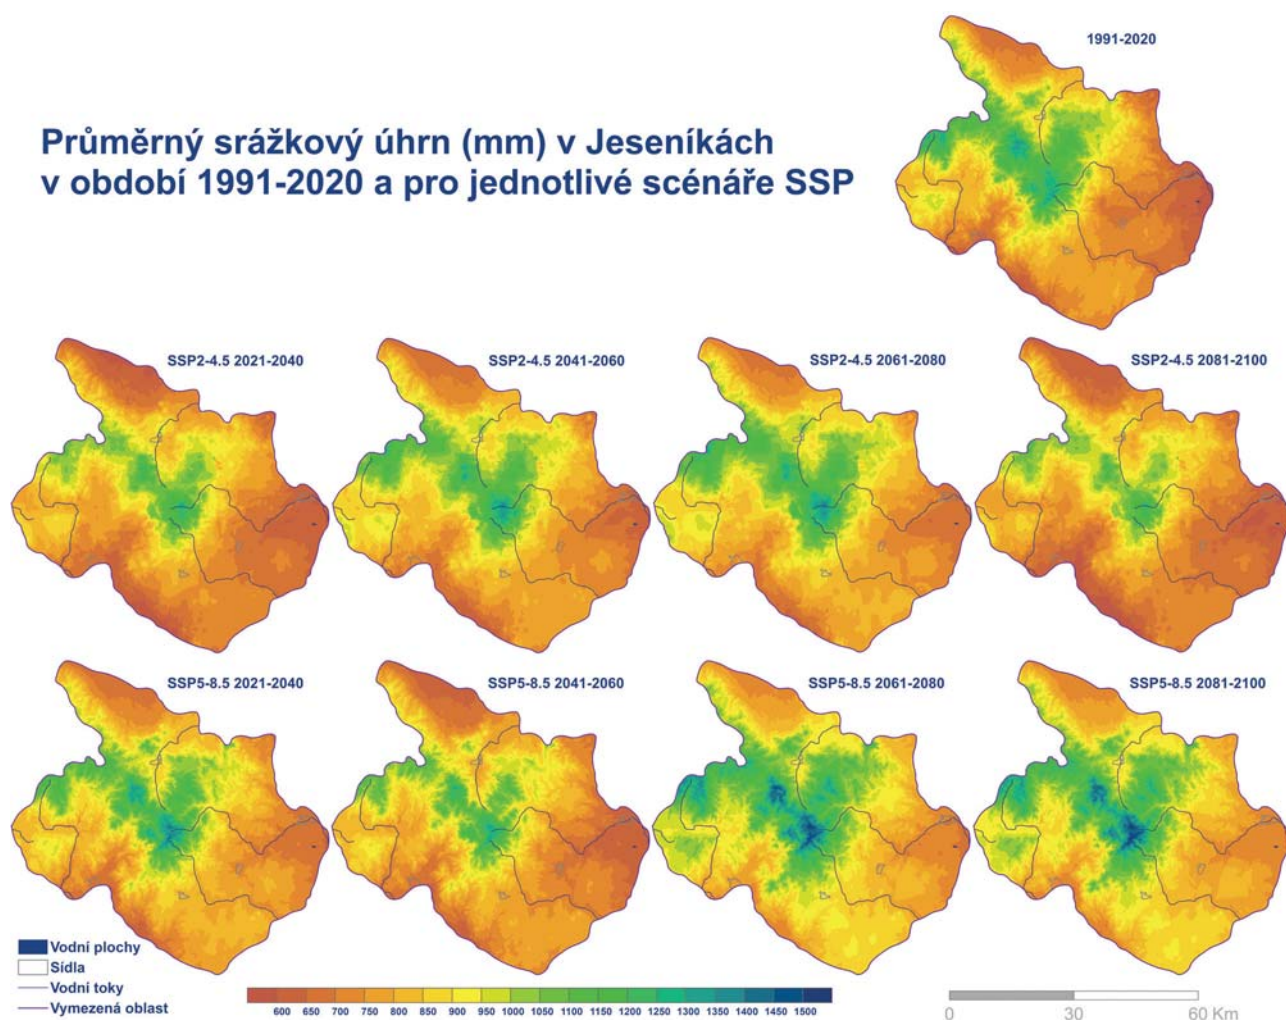 1991-2020
Průměrný srážkový úhrn (mm) v Jeseníkách
v období 1991-2020 a pro jednotlivé scénáře SSP
SSP2-4.5 2021-2040
SSP2-4.5 2041-2060
SSP2-4.5 2061-2080
SSP2-4.5 2081-2100
SSP5-8.5 2021-2040
SSP5-8.5 2041-2060
SSP5-8.5 2061-2080
SSP5-8.5 2081-2100
Vodní plochy
Sídla
Vodní toky
Vymezená oblast
600 650 700 750 800 850 900 950 1000 1050 1100 1150 1200 1250 1300 1350 1400 1450 1500
0 30 60 Km